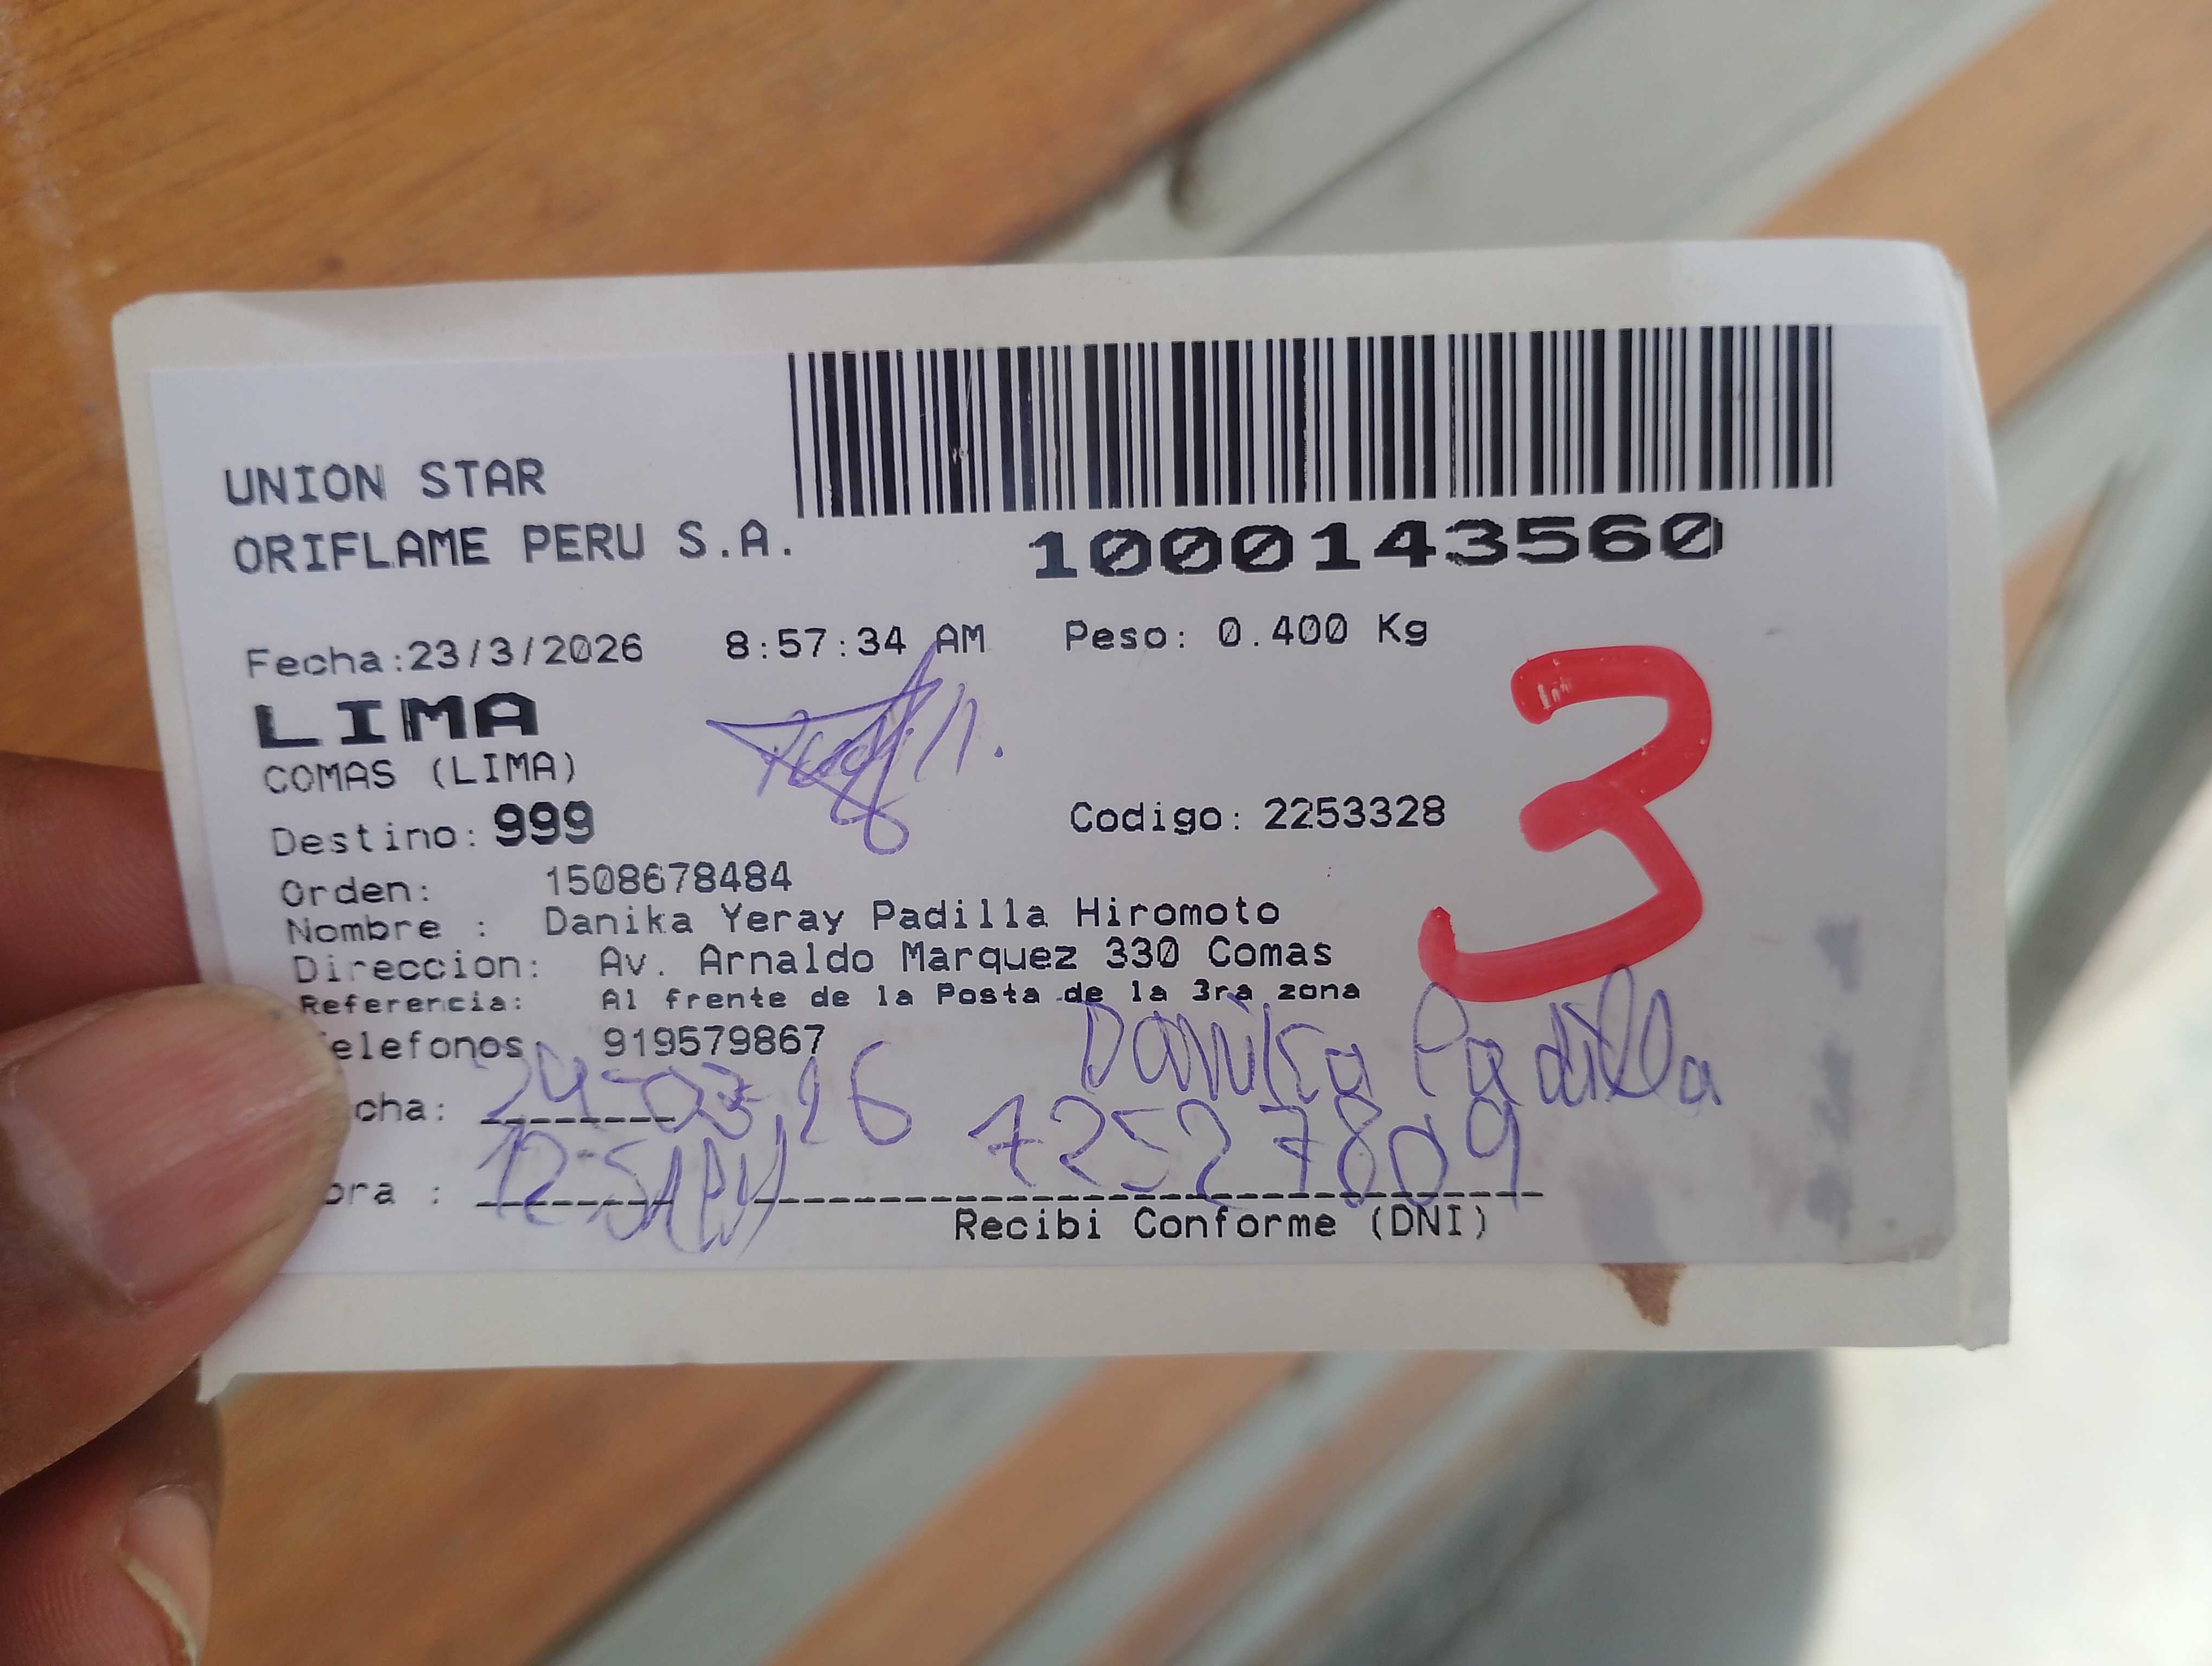 UNION STAR
ORIFLAME PERU S.A.
1000143560
Fecha:23/3/2026 8:57:34 AM Peso: 0.400 Kg
LIMA
COMAS (LIMA)
3
Destino: 999 Codigo: 2253328
Orden: 1508678484
Nombre : Danika Yeray Padilla Hiromoto
Direccion: Av. Arnaldo Marquez 330 Comas
Referencia: Al frente de la Posta de la 3ra zona
elefonos 919579867
Danika Padilla
cha: 24-03-26
72527809
ora :
Recibi Conforme (DNI)